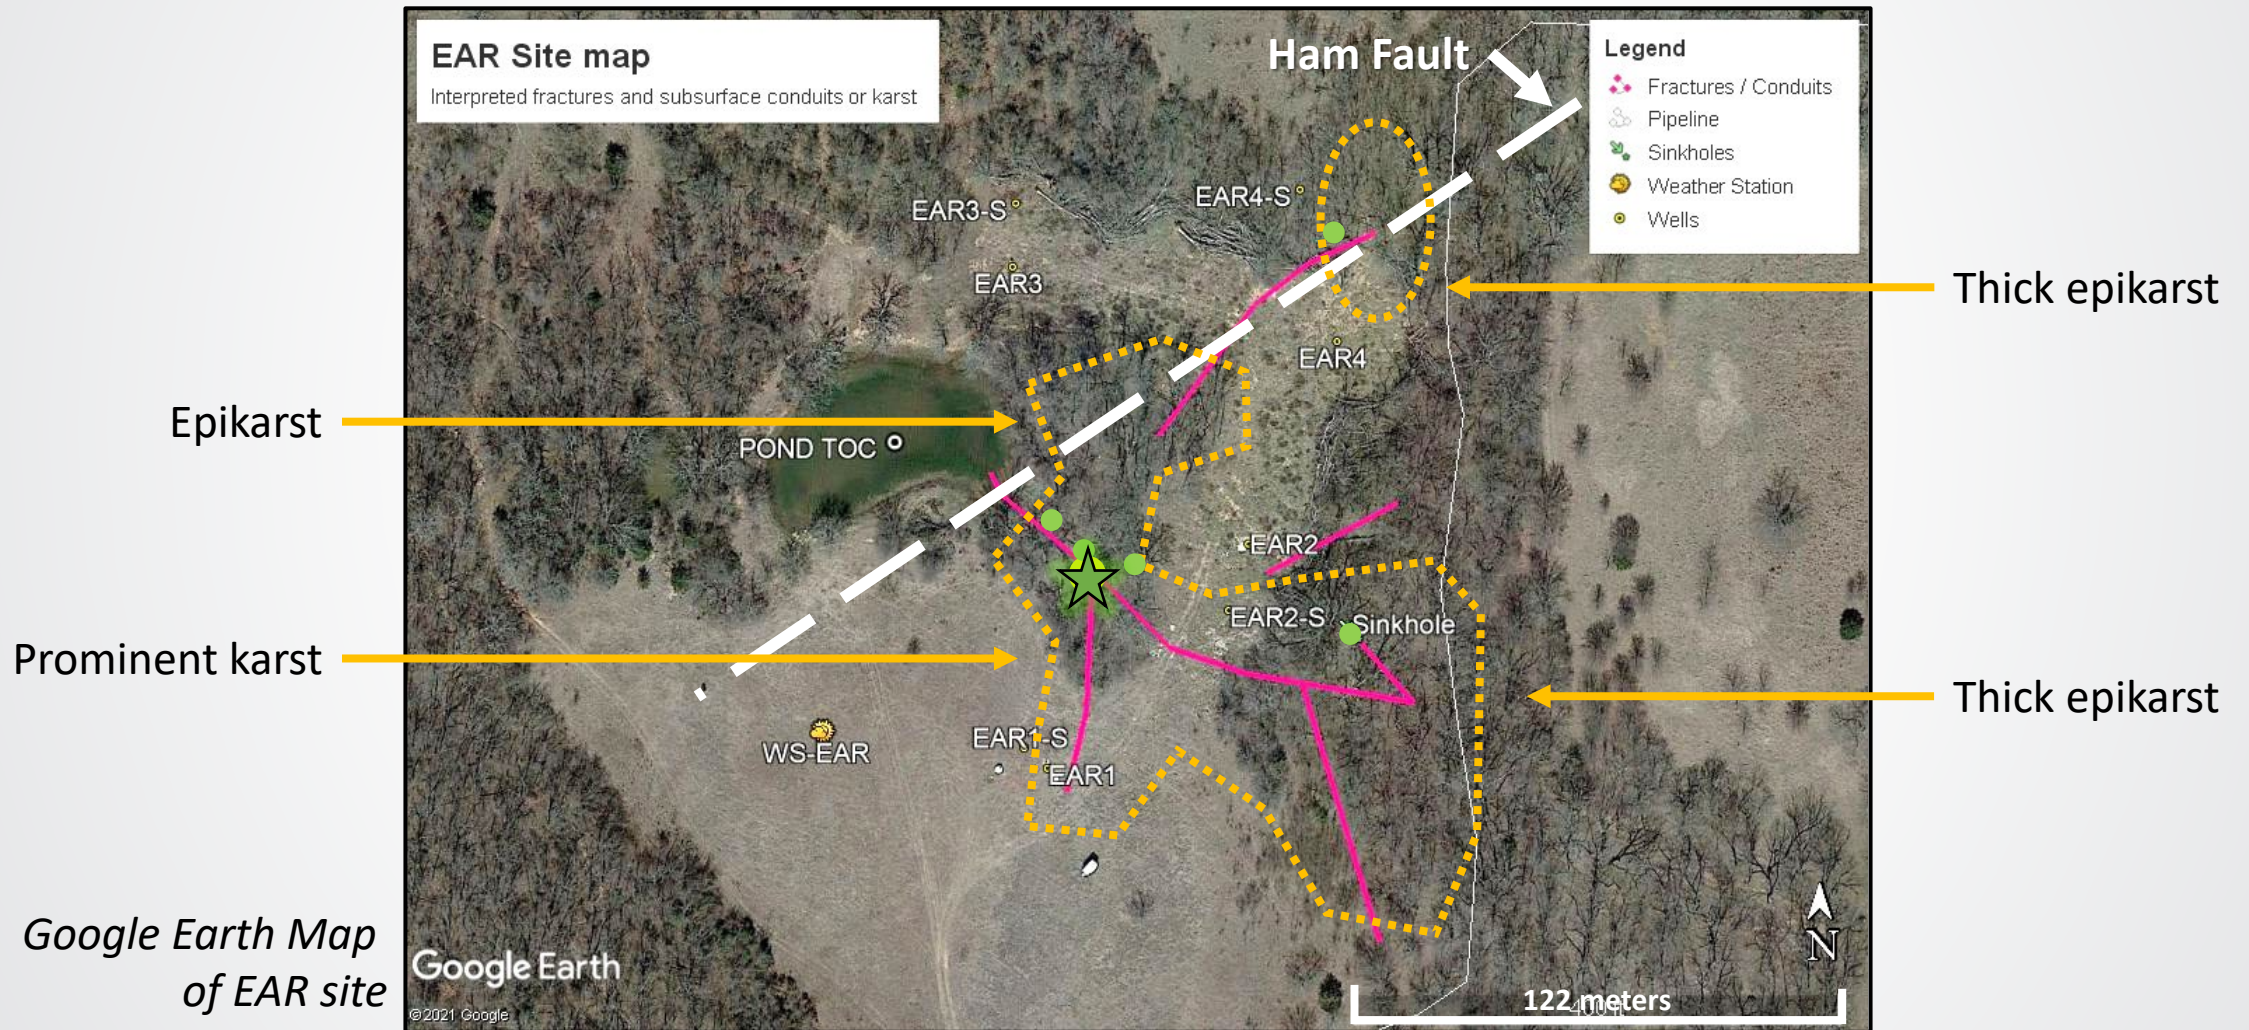 EAR Site map
Interpreted fractures and subsurface conduits or karst
Ham Fault
Legend
Fractures / Conduits
Pipeline
Sinkholes
Weather Station
Wells
EAR3-S
EAR4-S
EAR3
Thick epikarst
EAR4
Epikarst
POND TOC
EAR2
EAR2-S
Sinkhole
Prominent karst
Thick epikarst
EAR1-S
WS-EAR
EAR1
Google Earth Map
of EAR site
Google Earth
N
122 meters
400 ft
©2021 Google